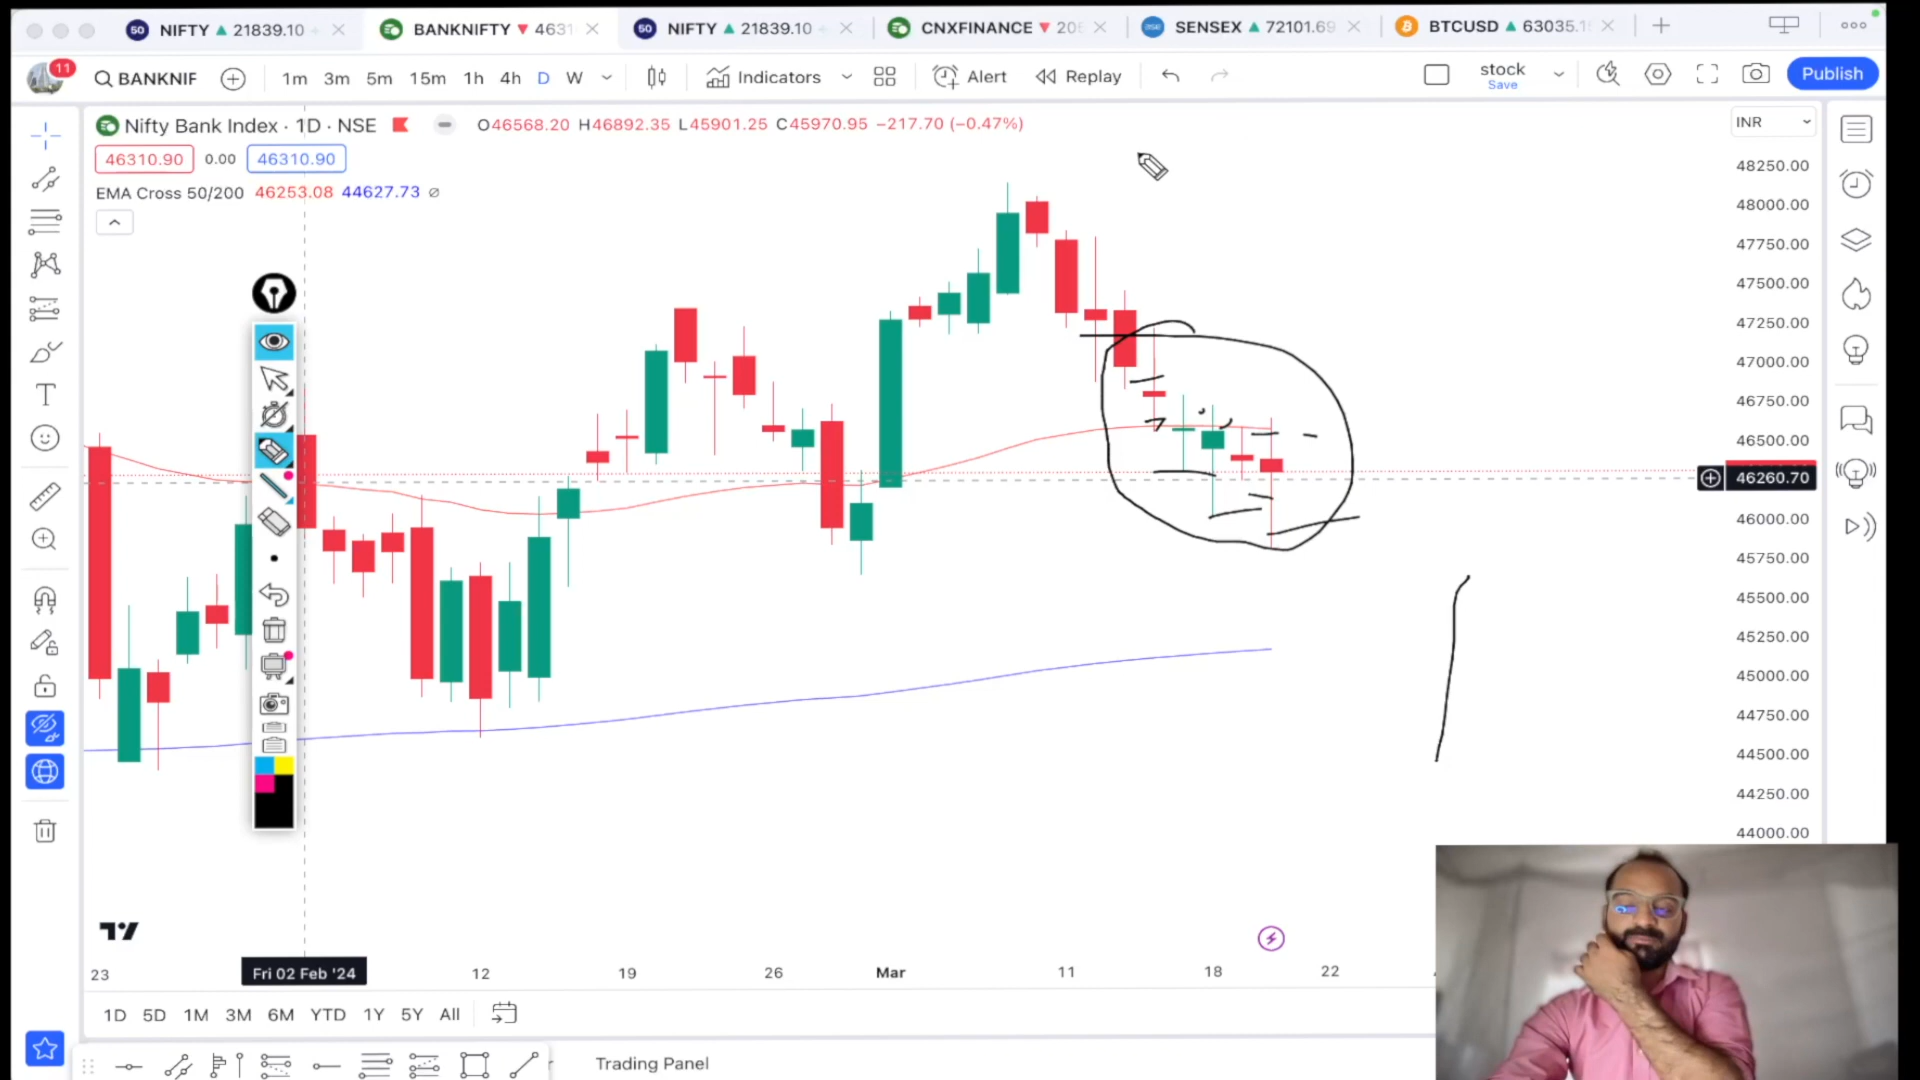 50 NIFTY 21839.10
BANKNIFTY 4631
50 NIFTY 21839.10
CNXFINANCE 205
SENSEX 72101.69
BTCUSD 63035.1
11
BANKNIF 1m 3m 5m 15m 1h 4h D W Indicators Alert Replay stock Save Publish
Nifty Bank Index · 1D · NSE O46568.20 H46892.35 L45901.25 C45970.95 −217.70 (−0.47%)
INR
46310.90 0.00 46310.90
EMA Cross 50/200 46253.08 44627.73
48250.00
48000.00
47750.00
47500.00
47250.00
47000.00
46750.00
46500.00
46260.70
46000.00
45750.00
45500.00
45250.00
45000.00
44750.00
44500.00
44250.00
44000.00
23 Fri 02 Feb '24 12 19 26 Mar 11 18 22
1D 5D 1M 3M 6M YTD 1Y 5Y All
Trading Panel